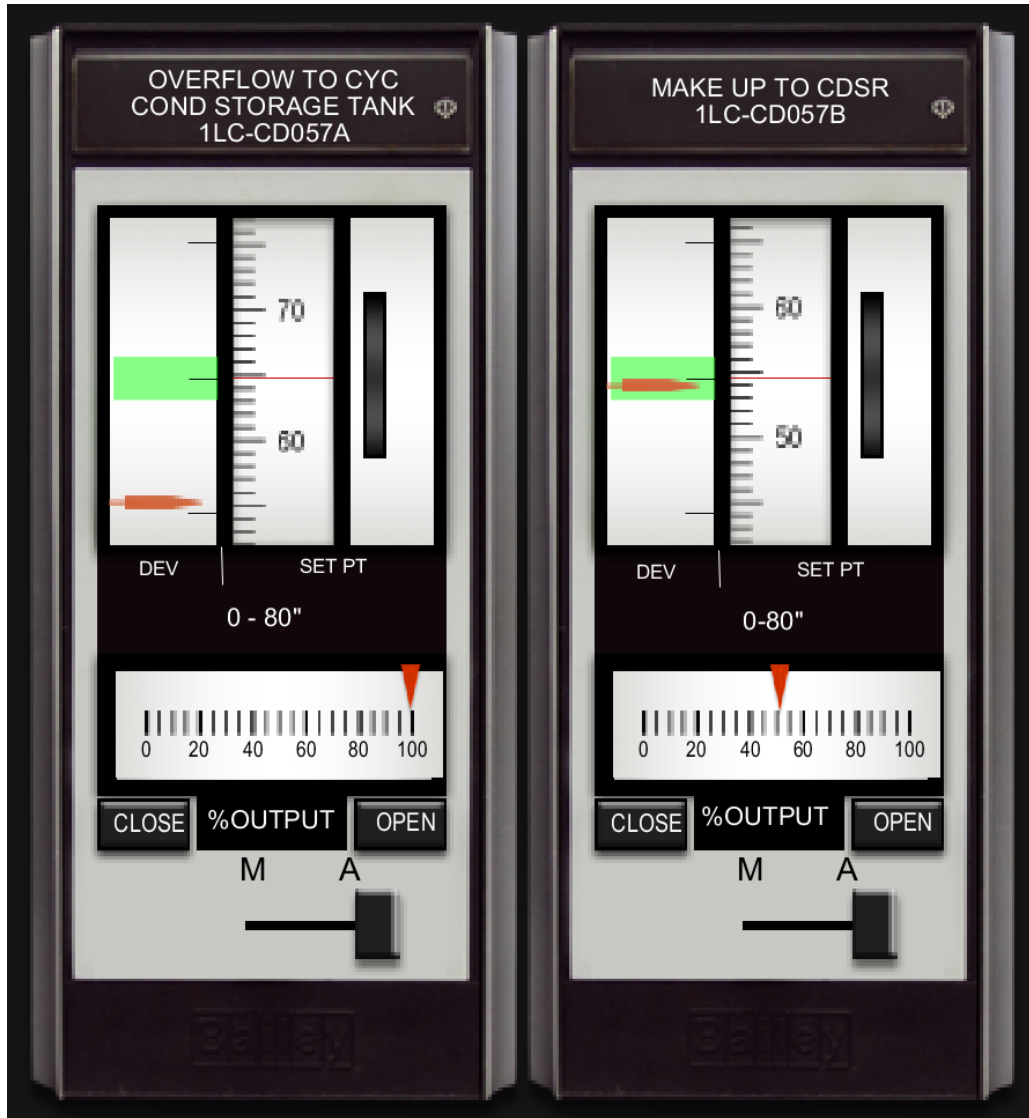 OVERFLOW TO CYC
COND STORAGE TANK
1LC-CD057A
70
60
DEV
SET PT
0 - 80"
0 20 40 60 80 100
CLOSE
%OUTPUT
OPEN
M A
Bailey
MAKE UP TO CDSR
1LC-CD057B
60
50
DEV
SET PT
0-80"
0 20 40 60 80 100
CLOSE
%OUTPUT
OPEN
M A
Bailey